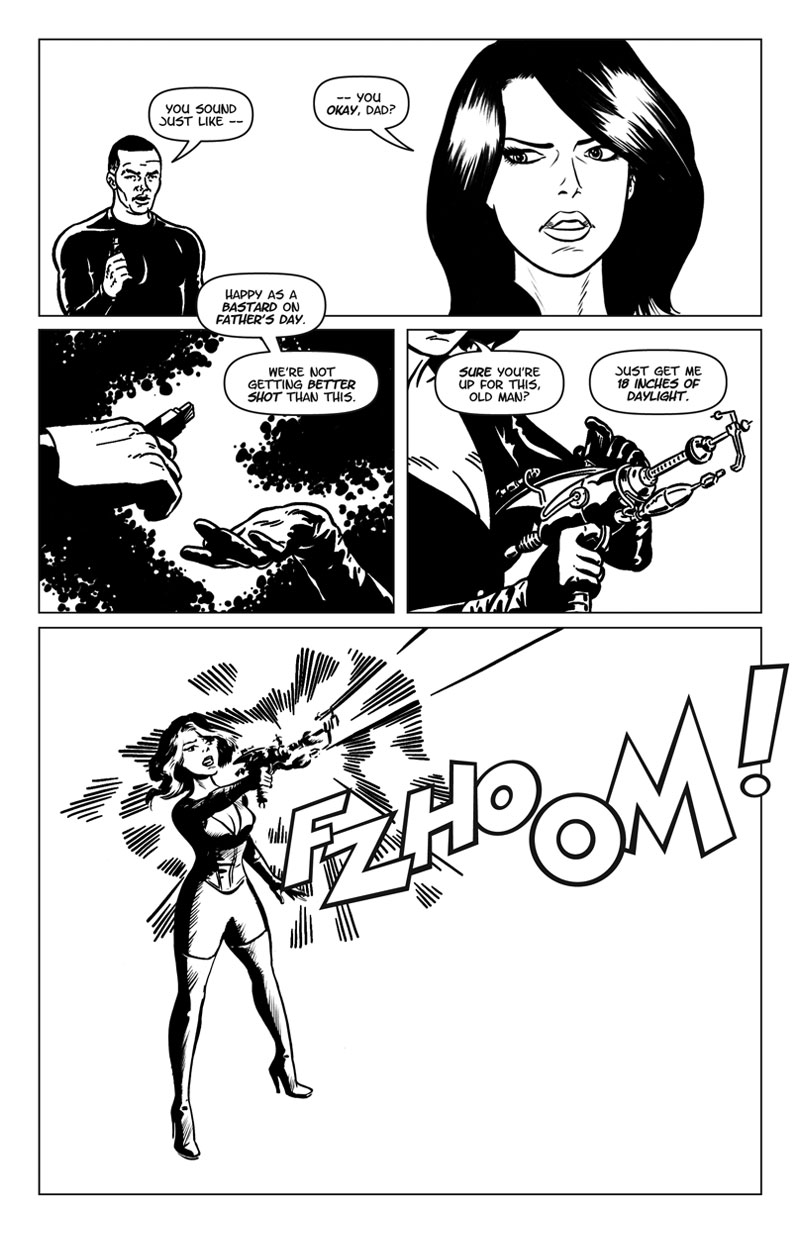 YOU SOUND
JUST LIKE --
-- YOU
OKAY, DAD?
HAPPY AS A
BASTARD ON
FATHER'S DAY.
WE'RE NOT
GETTING BETTER
SHOT THAN THIS.
SURE YOU'RE
UP FOR THIS,
OLD MAN?
JUST GET ME
18 INCHES OF
DAYLIGHT.
FZHOOM!